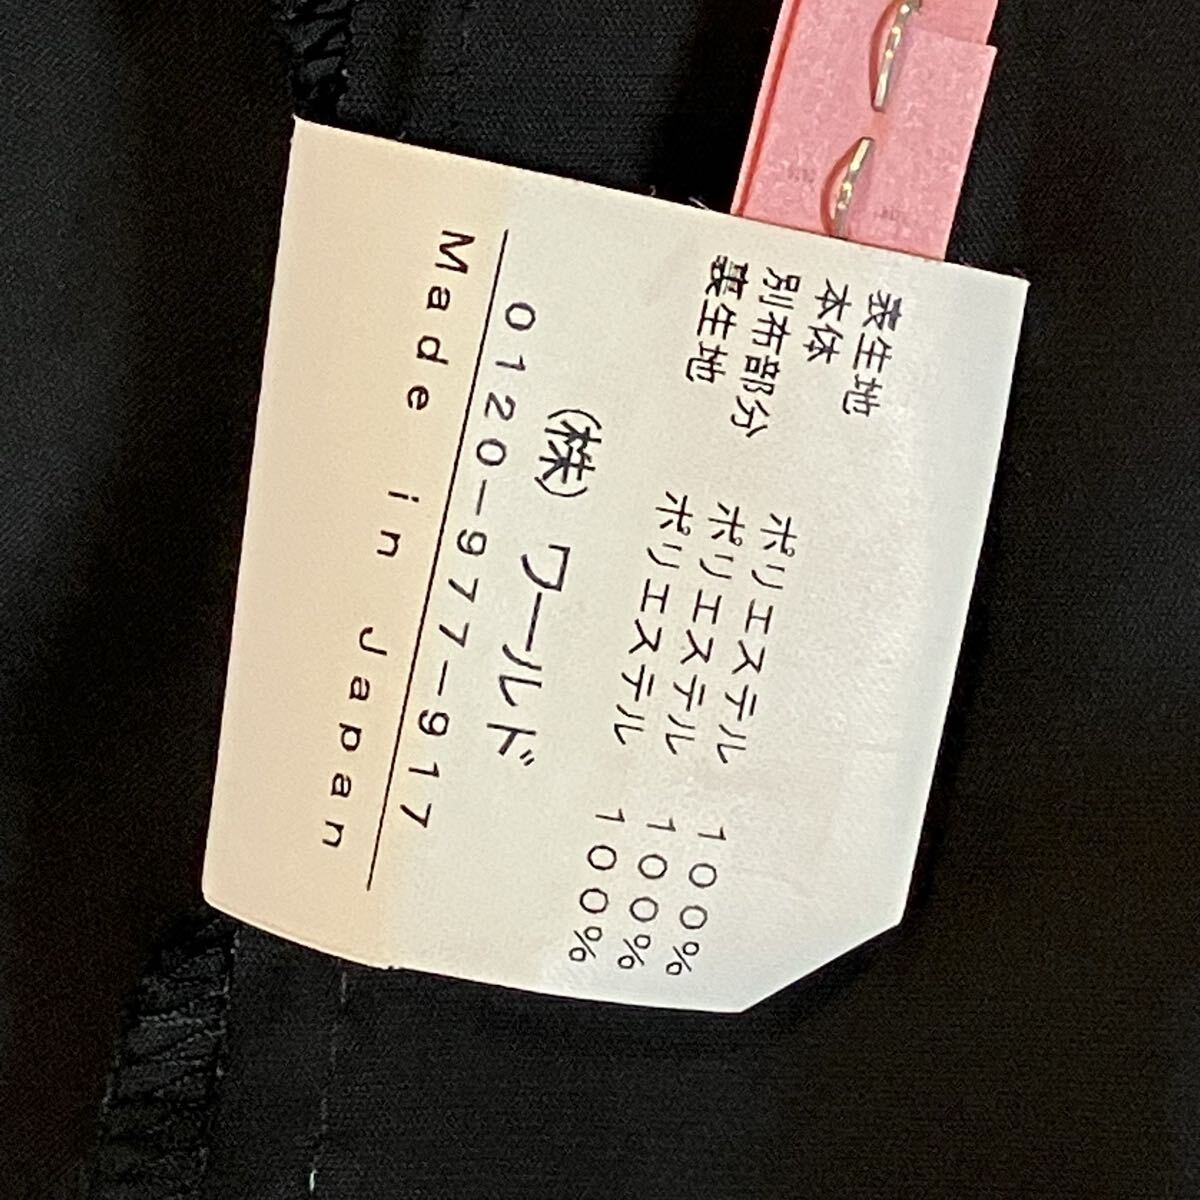 表生地
本体 ポリエステル 100%
別布部分 ポリエステル 100%
裏生地 ポリエステル 100%
(株) ワールド
0120-977-917
Made in Japan